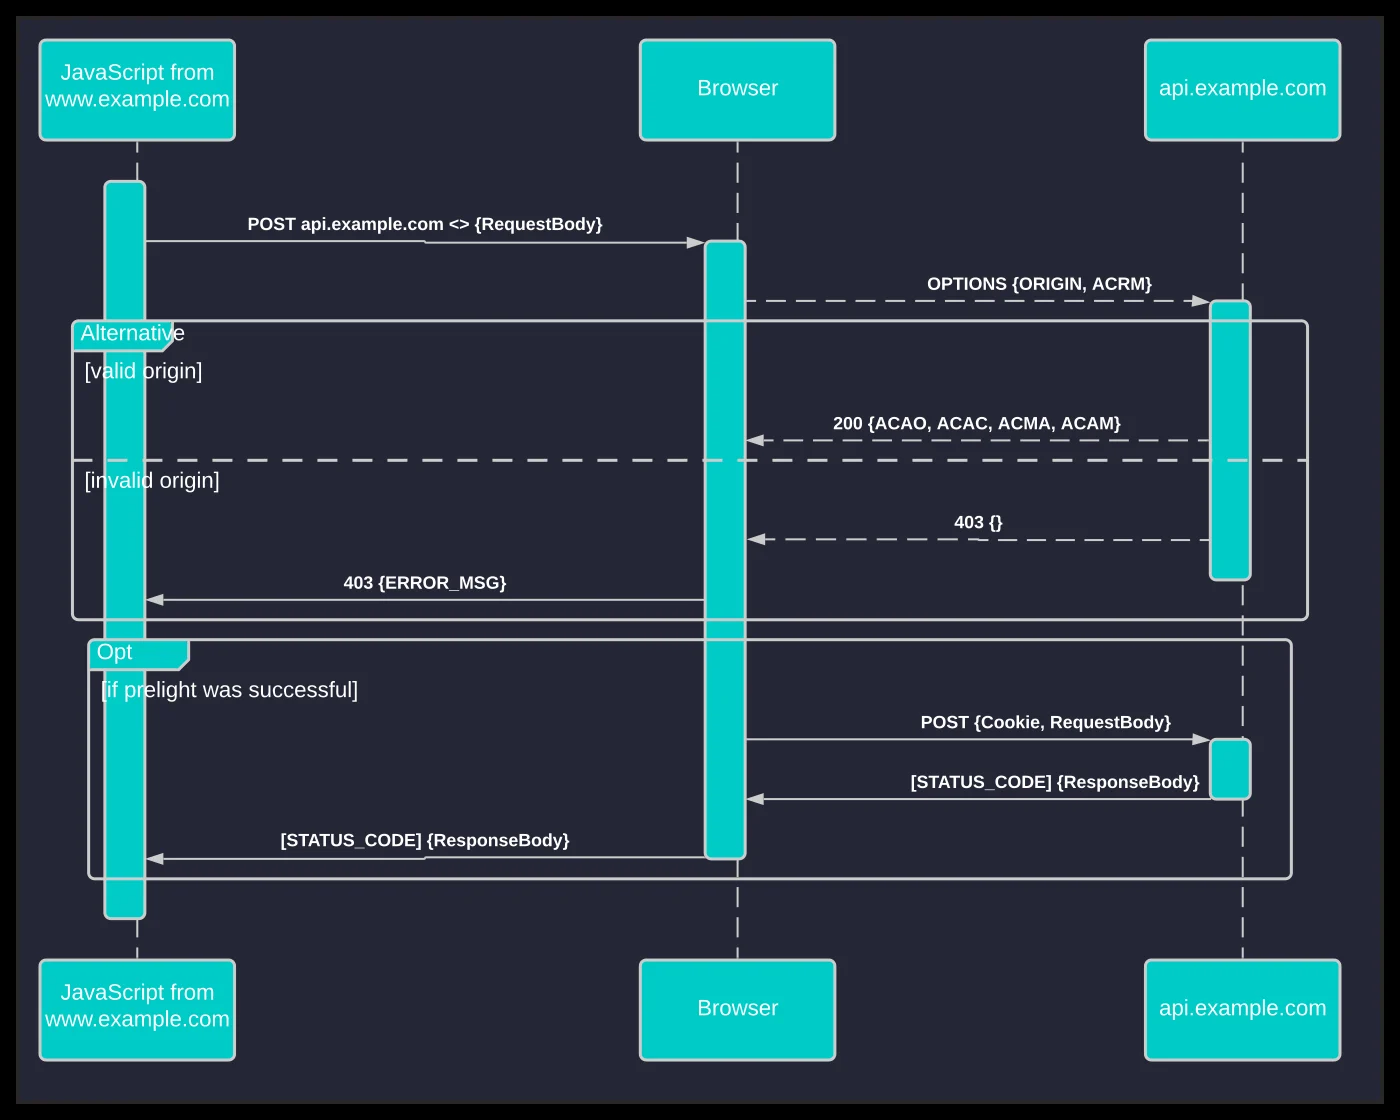 JavaScript from
www.example.com
Browser
api.example.com
POST api.example.com <> {RequestBody}
OPTIONS {ORIGIN, ACRM}
Alternative
[valid origin]
200 {ACAO, ACAC, ACMA, ACAM}
[invalid origin]
403 {}
403 {ERROR_MSG}
Opt
[if prelight was successful]
POST {Cookie, RequestBody}
[STATUS_CODE] {ResponseBody}
[STATUS_CODE] {ResponseBody}
JavaScript from
www.example.com
Browser
api.example.com